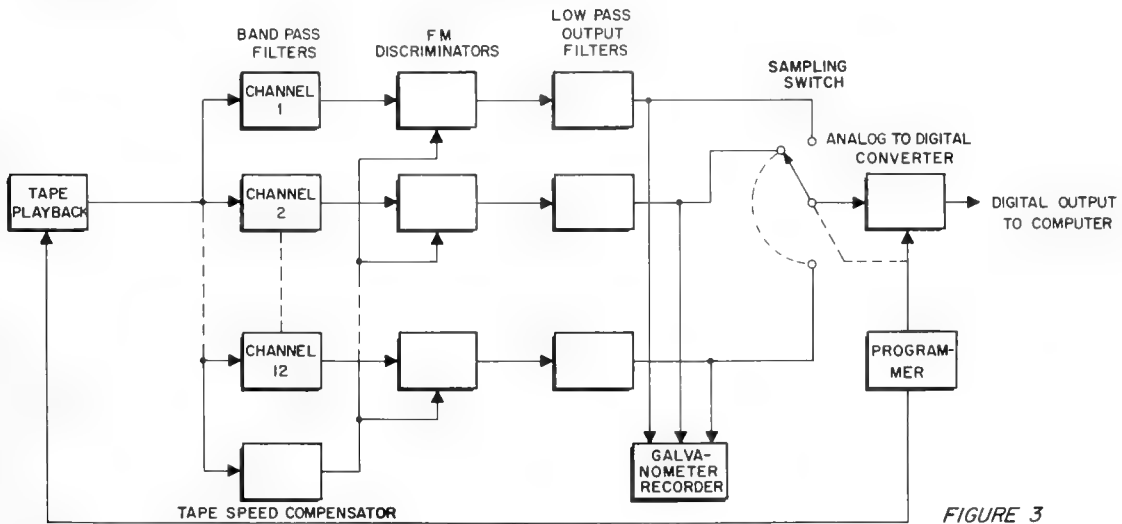 BAND PASS
FILTERS
FM
DISCRIMINATORS
LOW PASS
OUTPUT
FILTERS
SAMPLING
SWITCH
CHANNEL
1
ANALOG TO DIGITAL
CONVERTER
TAPE
PLAYBACK
CHANNEL
2
DIGITAL OUTPUT
TO COMPUTER
CHANNEL
12
PROGRAM-
MER
GALVA-
NOMETER
RECORDER
TAPE SPEED COMPENSATOR
FIGURE 3